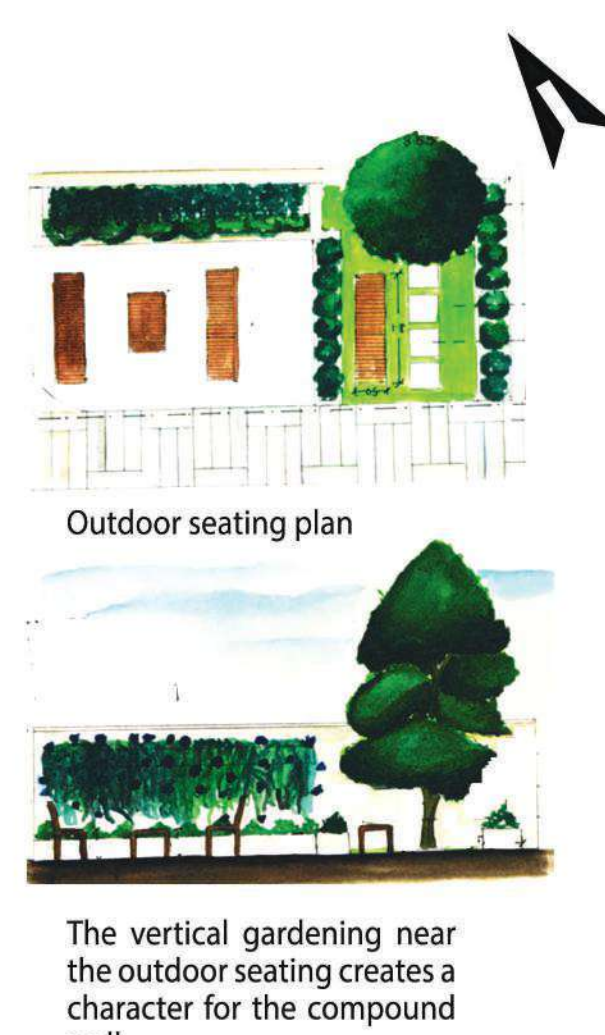 Outdoor seating plan
The vertical gardening near
the outdoor seating creates a
character for the compound